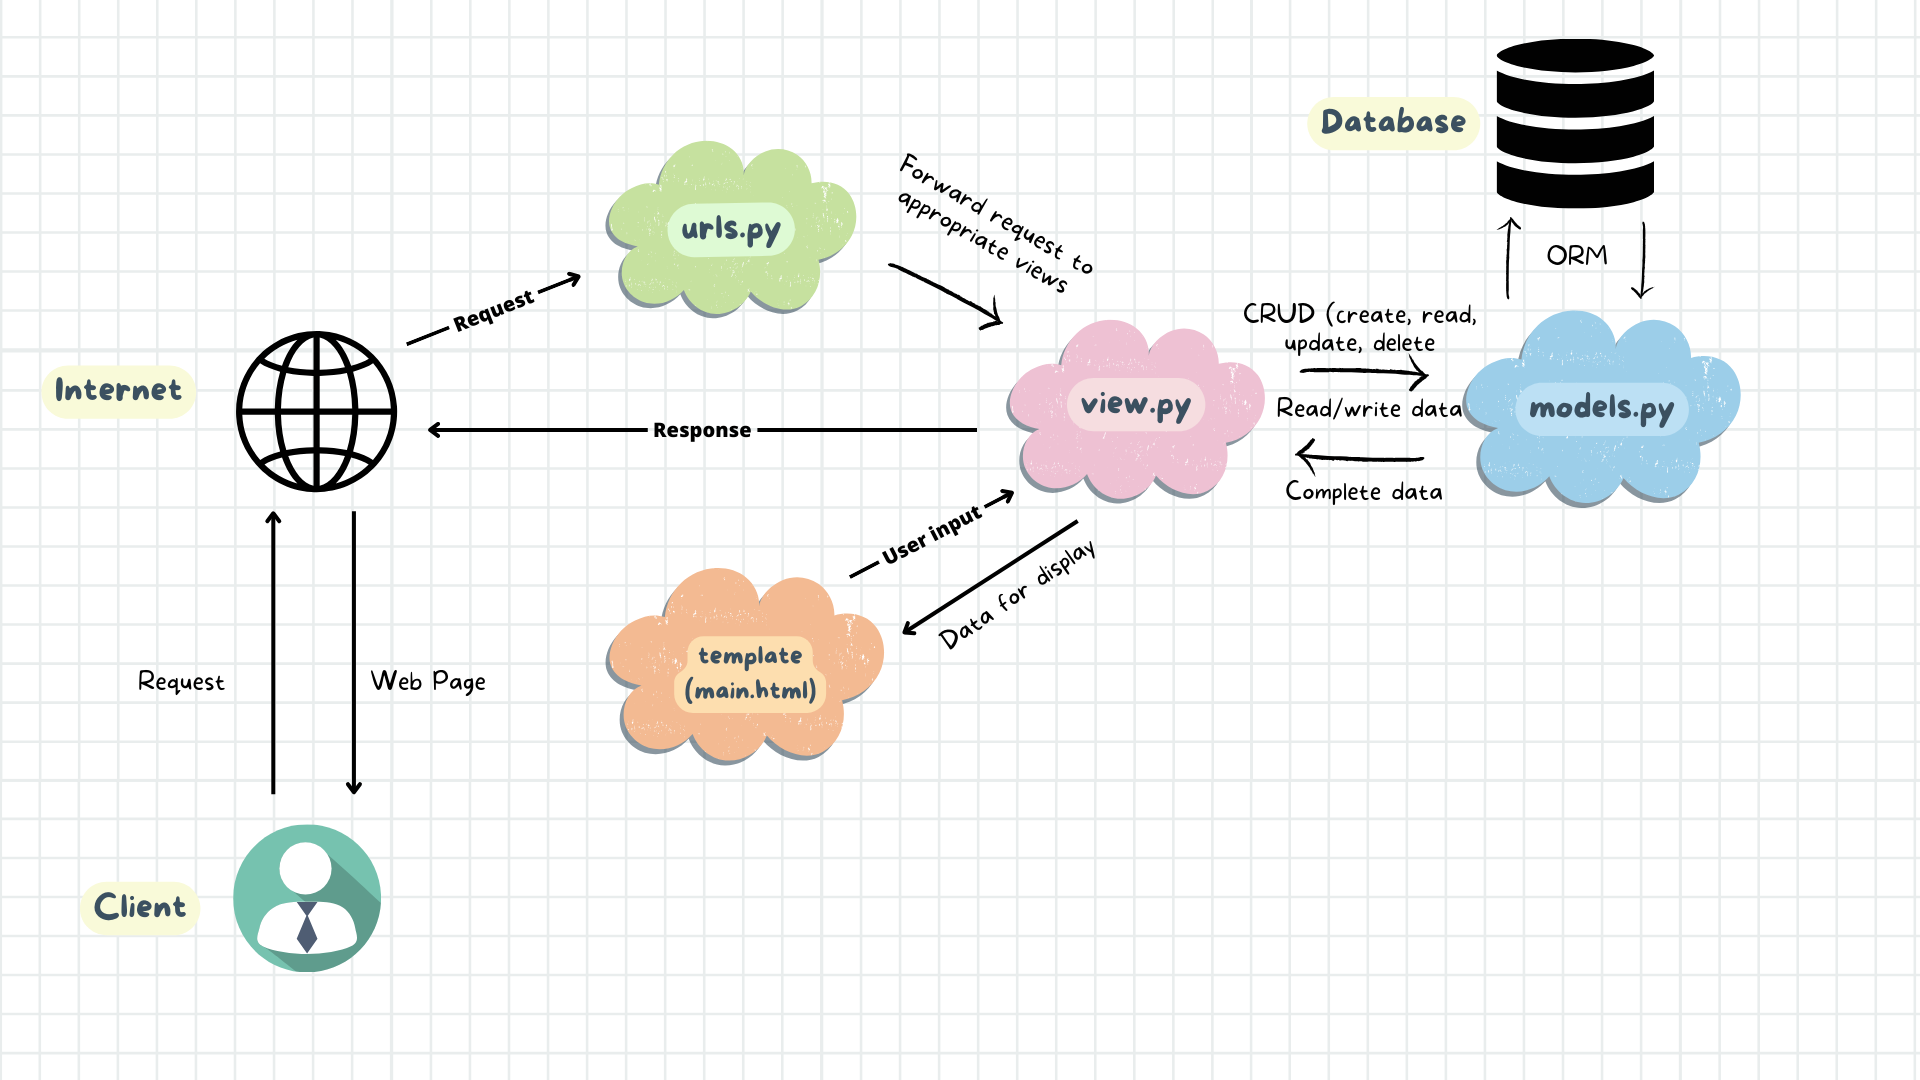 Database
urls.py
Forward request to
appropriate views
ORM
Request
CRUD (create, read,
update, delete
Internet
view.py
Read/write data
models.py
Response
Complete data
User input
Data for display
template
(main.html)
Request
Web Page
Client